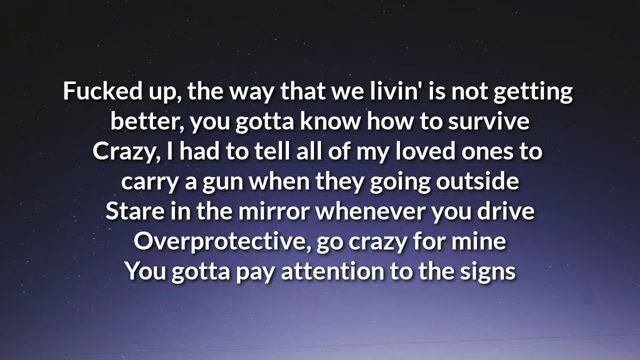 Fucked up, the way that we livin' is not getting
better, you gotta know how to survive
Crazy, I had to tell all of my loved ones to
carry a gun when they going outside
Stare in the mirror whenever you drive
Overprotective, go crazy for mine
You gotta pay attention to the signs